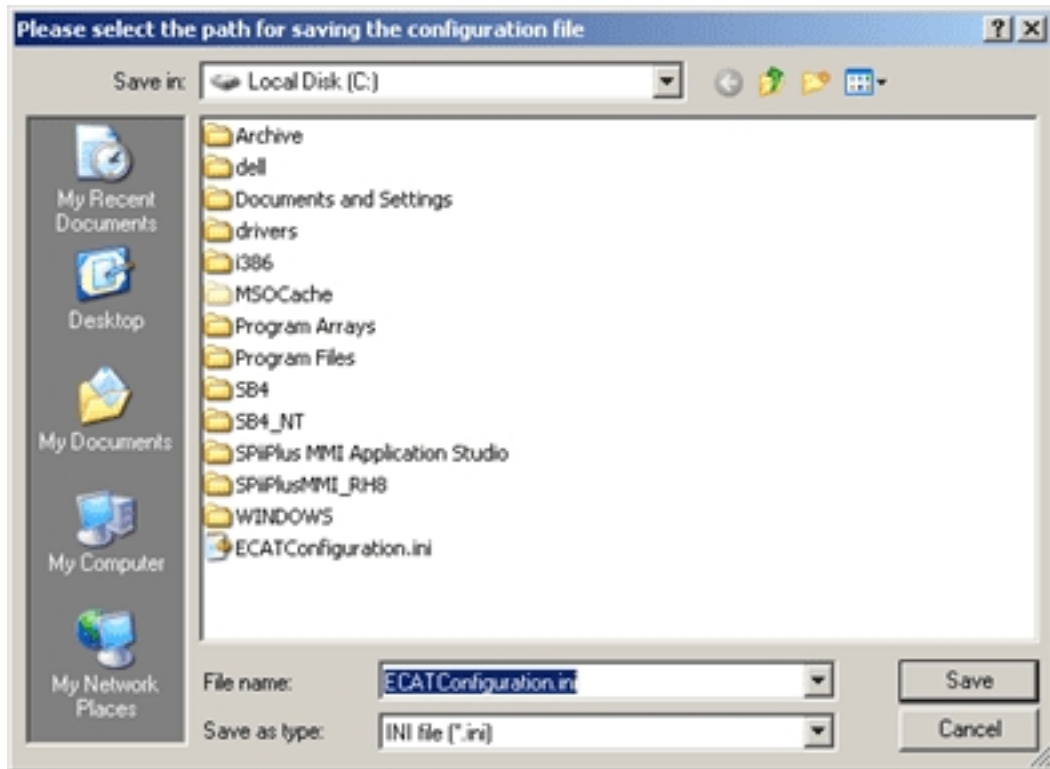 Please select the path for saving the configuration file
Save in:
Local Disk (C:)
My Recent
Documents
Desktop
My Documents
My Computer
My Network
Places
Archive
dell
Documents and Settings
drivers
i386
MSOCache
Program Arrays
Program Files
SB4
SB4_NT
SPiiPlus MMI Application Studio
SPiiPlusMMI_RH8
WINDOWS
ECATConfiguration.ini
File name:
ECATConfiguration.ini
Save
Save as type:
INI file (*.ini)
Cancel